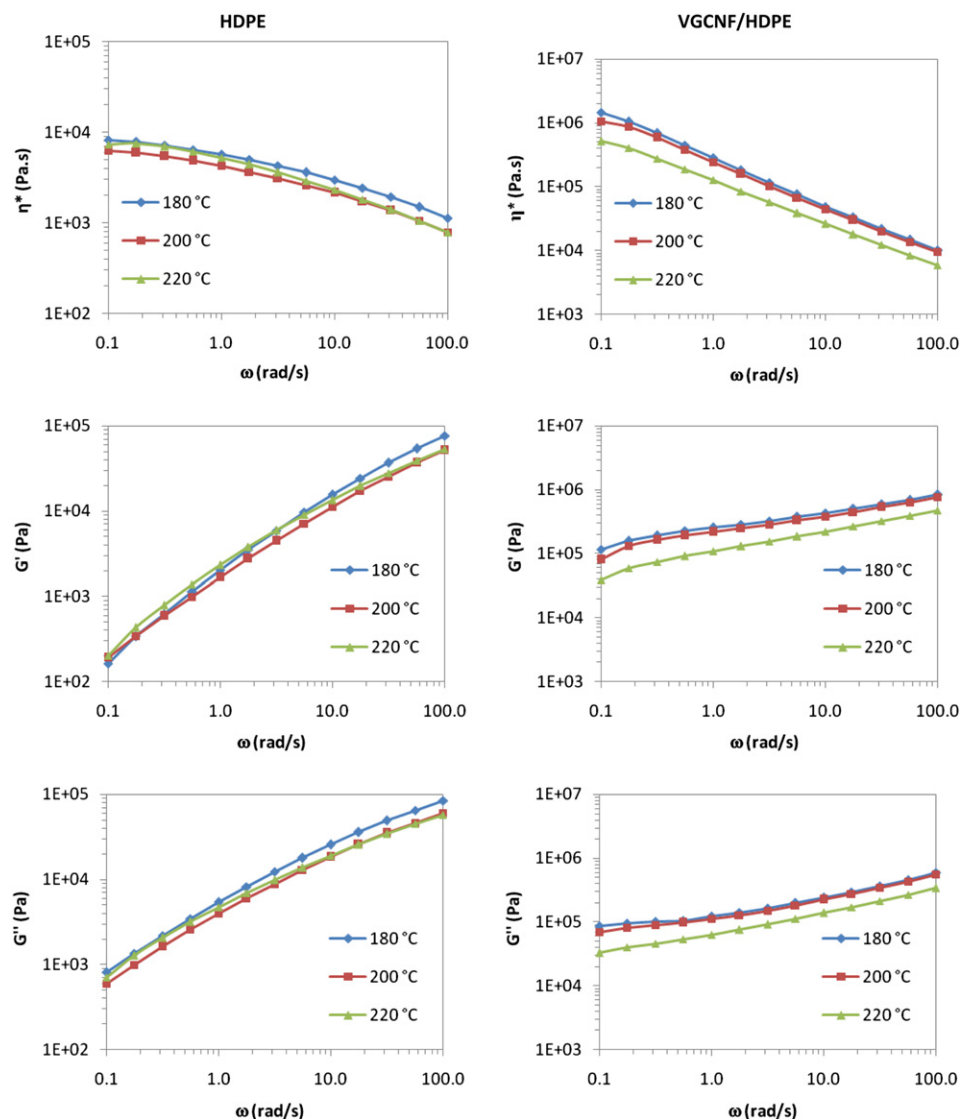 HDPE
1E+05
1E+04
1E+03
1E+02
η* (Pa.s)
180 °C
200 °C
220 °C
0.1 1.0 10.0 100.0
ω (rad/s)
VGCNF/HDPE
1E+07
1E+06
1E+05
1E+04
1E+03
η* (Pa.s)
180 °C
200 °C
220 °C
0.1 1.0 10.0 100.0
ω (rad/s)
1E+05
1E+04
1E+03
1E+02
G' (Pa)
180 °C
200 °C
220 °C
0.1 1.0 10.0 100.0
ω (rad/s)
1E+07
1E+06
1E+05
1E+04
1E+03
G' (Pa)
180 °C
200 °C
220 °C
0.1 1.0 10.0 100.0
ω (rad/s)
1E+05
1E+04
1E+03
1E+02
G'' (Pa)
180 °C
200 °C
220 °C
0.1 1.0 10.0 100.0
ω (rad/s)
1E+07
1E+06
1E+05
1E+04
1E+03
G'' (Pa)
180 °C
200 °C
220 °C
0.1 1.0 10.0 100.0
ω (rad/s)